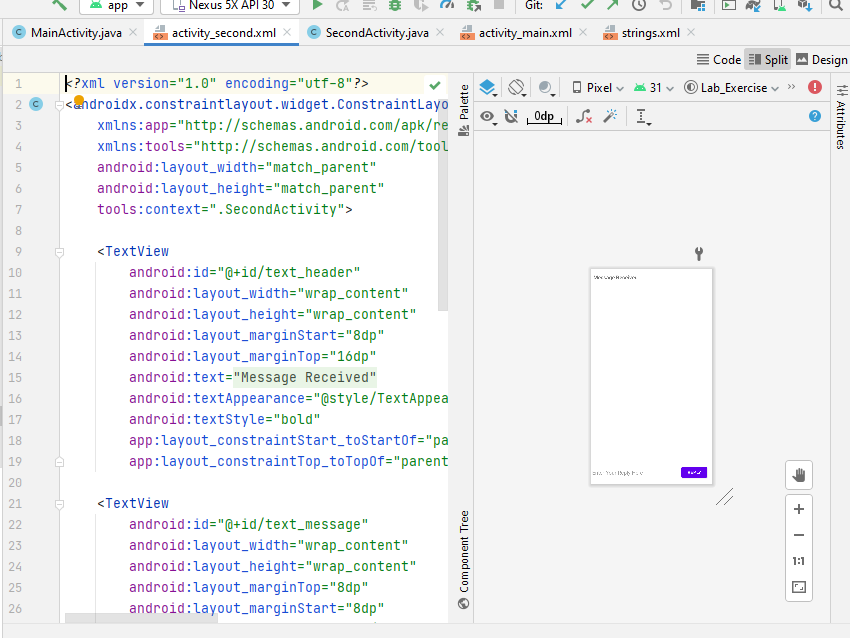 app
Nexus 5X API 30
Git:
MainActivity.java
activity_second.xml
SecondActivity.java
activity_main.xml
strings.xml
Code
Split
Design
1 <?xml version="1.0" encoding="utf-8"?>
2 <androidx.constraintlayout.widget.ConstraintLayo
3 xmlns:app="http://schemas.android.com/apk/re
4 xmlns:tools="http://schemas.android.com/tool
5 android:layout_width="match_parent"
6 android:layout_height="match_parent"
7 tools:context=".SecondActivity">
8
9 <TextView
10 android:id="@+id/text_header"
11 android:layout_width="wrap_content"
12 android:layout_height="wrap_content"
13 android:layout_marginStart="8dp"
14 android:layout_marginTop="16dp"
15 android:text="Message Received"
16 android:textAppearance="@style/TextAppea
17 android:textStyle="bold"
18 app:layout_constraintStart_toStartOf="pa
19 app:layout_constraintTop_toTopOf="parent
20
21 <TextView
22 android:id="@+id/text_message"
23 android:layout_width="wrap_content"
24 android:layout_height="wrap_content"
25 android:layout_marginTop="8dp"
26 android:layout_marginStart="8dp"
Palette
Component Tree
Pixel
31
Lab_Exercise
0dp
Attributes
Message Received
Enter Your Reply Here
REPLY
1:1